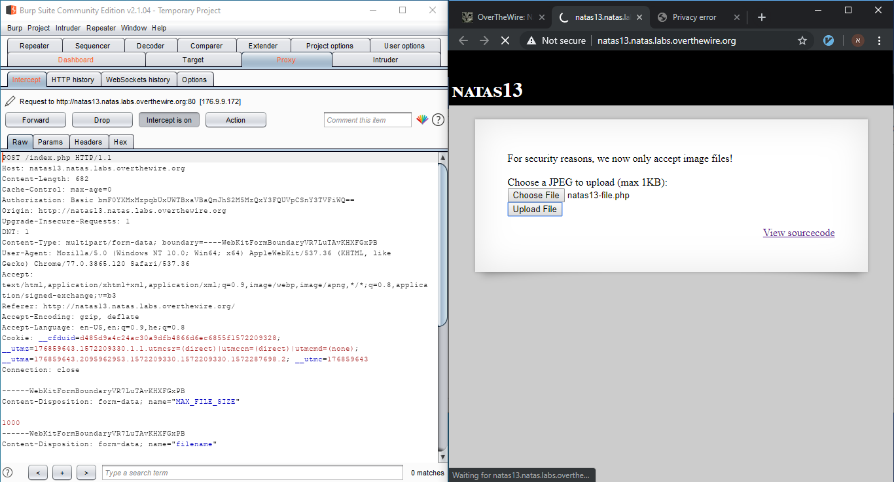 Burp Suite Community Edition v2.1.04 - Temporary Project
Burp Project Intruder Repeater Window Help
Repeater Sequencer Decoder Comparer Extender Project options User options
Dashboard Target Proxy Intruder
Intercept HTTP history WebSockets history Options
Request to http://natas13.natas.labs.overthewire.org:80 [176.9.9.172]
Forward Drop Intercept is on Action Comment this item
Raw Params Headers Hex
POST /index.php HTTP/1.1
Host: natas13.natas.labs.overthewire.org
Content-Length: 682
Cache-Control: max-age=0
Authorization: Basic
Origin: http://natas13.natas.labs.overthewire.org
Upgrade-Insecure-Requests: 1
DNT: 1
Content-Type: multipart/form-data; boundary=----WebKitFormBoundaryVR7LuTAvKHXFGxPB
User-Agent: Mozilla/5.0 (Windows NT 10.0; Win64; x64) AppleWebKit/537.36 (KHTML, like
Gecko) Chrome/77.0.3865.120 Safari/537.36
Accept:
text/html,application/xhtml+xml,application/xml;q=0.9,image/webp,image/apng,*/*;q=0.8,applica
tion/signed-exchange;v=b3
Referer: http://natas13.natas.labs.overthewire.org/
Accept-Encoding: gzip, deflate
Accept-Language: en-US,en;q=0.9,he;q=0.8
Cookie: __cfduid=d485d9a4c24ac30a9dfb4866d6ec6855f1572209328;
__utmz=176859643.1572209330.1.1.utmcsr=(direct)|utmccn=(direct)|utmcmd=(none);
__utma=176859643.2095962953.1572209330.1572209330.1572287698.2; __utmc=176859643
Connection: close
------WebKitFormBoundaryVR7LuTAvKHXFGxPB
Content-Disposition: form-data; name="MAX_FILE_SIZE"
1000
------WebKitFormBoundaryVR7LuTAvKHXFGxPB
Content-Disposition: form-data; name="filename"
? < + > Type a search term 0 matches
OverTheWire: N natas13.natas.lab Privacy error
Not secure natas13.natas.labs.overthewire.org
NATAS13
For security reasons, we now only accept image files!
Choose a JPEG to upload (max 1KB):
Choose File natas13-file.php
Upload File
View sourcecode
Waiting for natas13.natas.labs.overthe...